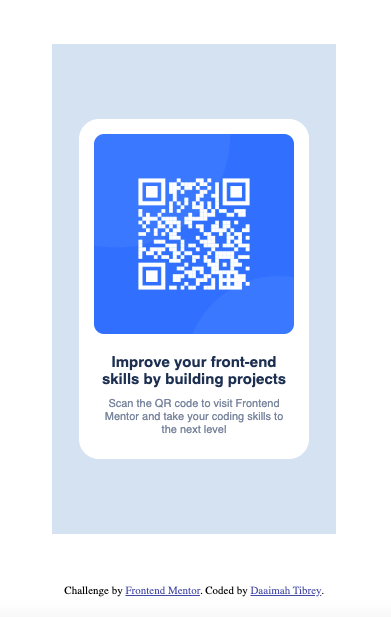 Improve your front-end
skills by building projects
Scan the QR code to visit Frontend
Mentor and take your coding skills to
the next level
Challenge by Frontend Mentor. Coded by Daaimah Tibrey.